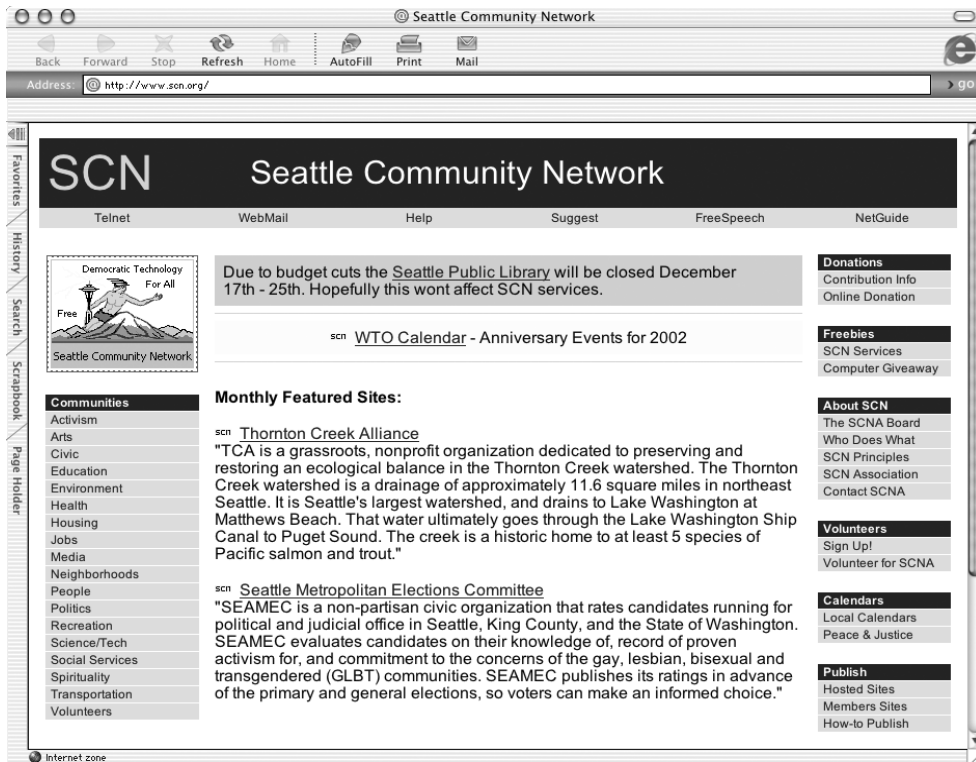 Seattle Community Network
Back Forward Stop Refresh Home AutoFill Print Mail
Address: http://www.scn.org/ go
Favorites
History
Search
Scrapbook
Page Holder
SCN Seattle Community Network
Telnet WebMail Help Suggest FreeSpeech NetGuide
Democratic Technology
For All
Free
Seattle Community Network
Communities
Activism
Arts
Civic
Education
Environment
Health
Housing
Jobs
Media
Neighborhoods
People
Politics
Recreation
Science/Tech
Social Services
Spirituality
Transportation
Volunteers
Due to budget cuts the Seattle Public Library will be closed December
17th - 25th. Hopefully this wont affect SCN services.
scn WTO Calendar - Anniversary Events for 2002
Monthly Featured Sites:
scn Thornton Creek Alliance
"TCA is a grassroots, nonprofit organization dedicated to preserving and
restoring an ecological balance in the Thornton Creek watershed. The Thornton
Creek watershed is a drainage of approximately 11.6 square miles in northeast
Seattle. It is Seattle's largest watershed, and drains to Lake Washington at
Matthews Beach. That water ultimately goes through the Lake Washington Ship
Canal to Puget Sound. The creek is a historic home to at least 5 species of
Pacific salmon and trout."
scn Seattle Metropolitan Elections Committee
"SEAMEC is a non-partisan civic organization that rates candidates running for
political and judicial office in Seattle, King County, and the State of Washington.
SEAMEC evaluates candidates on their knowledge of, record of proven
activism for, and commitment to the concerns of the gay, lesbian, bisexual and
transgendered (GLBT) communities. SEAMEC publishes its ratings in advance
of the primary and general elections, so voters can make an informed choice."
Donations
Contribution Info
Online Donation
Freebies
SCN Services
Computer Giveaway
About SCN
The SCNA Board
Who Does What
SCN Principles
SCN Association
Contact SCNA
Volunteers
Sign Up!
Volunteer for SCNA
Calendars
Local Calendars
Peace & Justice
Publish
Hosted Sites
Members Sites
How-to Publish
Internet zone